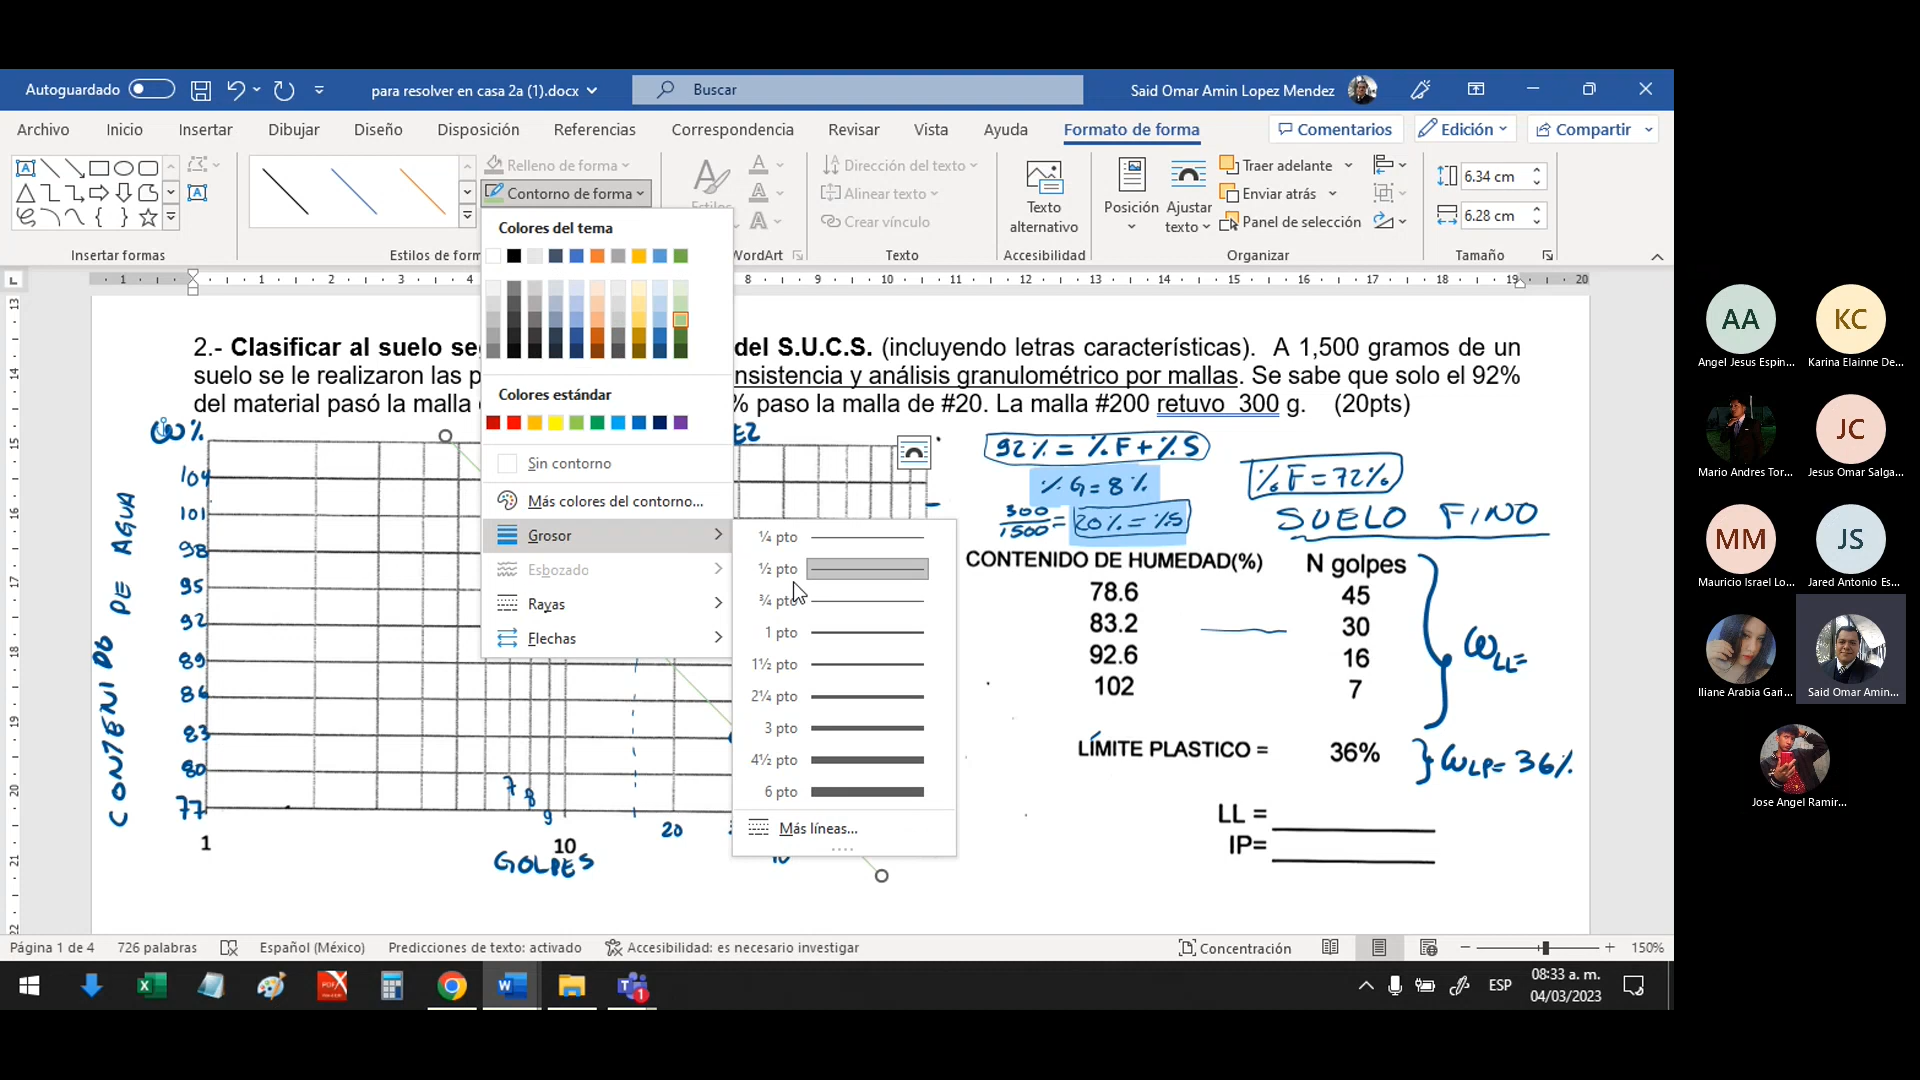 Autoguardado
para resolver en casa 2a (1).docx
Buscar
Said Omar Amin Lopez Mendez
Archivo Inicio Insertar Dibujar Diseño Disposición Referencias Correspondencia Revisar Vista Ayuda Formato de forma
Comentarios Edición Compartir
Relleno de forma
Contorno de forma
Dirección del texto
Alinear texto
Crear vínculo
Texto alternativo
Posición
Ajustar texto
Traer adelante
Enviar atrás
Panel de selección
6.34 cm
6.28 cm
Insertar formas
Estilos de form
WordArt
Texto
Accesibilidad
Organizar
Tamaño
Colores del tema
Colores estándar
Sin contorno
Más colores del contorno...
Grosor
Esbozado
Rayas
Flechas
¼ pto
½ pto
¾ pto
1 pto
1½ pto
2¼ pto
3 pto
4½ pto
6 pto
Más líneas...
2.- Clasificar al suelo se del S.U.C.S. (incluyendo letras características). A 1,500 gramos de un
suelo se le realizaron las p nsistencia y análisis granulométrico por mallas. Se sabe que solo el 92%
del material pasó la malla % paso la malla de #20. La malla #200 retuvo 300 g. (20pts)
ω%
104
101
98
95
92
89
86
83
80
77
CONTENIDO DE AGUA
1
7
8
9
10
20
GOLPES
92% = %F + %S
% G = 8 %
300/1500 = 20% = %S
%F = 72%
SUELO FINO
CONTENIDO DE HUMEDAD(%) N golpes
78.6 45
83.2 30
92.6 16
102 7
ωLL=
LÍMITE PLASTICO = 36%
ωLP= 36%
LL =
IP=
Página 1 de 4
726 palabras
Español (México)
Predicciones de texto: activado
Accesibilidad: es necesario investigar
Concentración
150%
ESP
08:33 a. m.
04/03/2023
AA
Angel Jesus Espin...
KC
Karina Elainne De...
Mario Andres Tor...
JC
Jesus Omar Salga...
MM
Mauricio Israel Lo...
JS
Jared Antonio Es...
Iliane Arabia Gari...
Said Omar Amin...
Jose Angel Ramir...